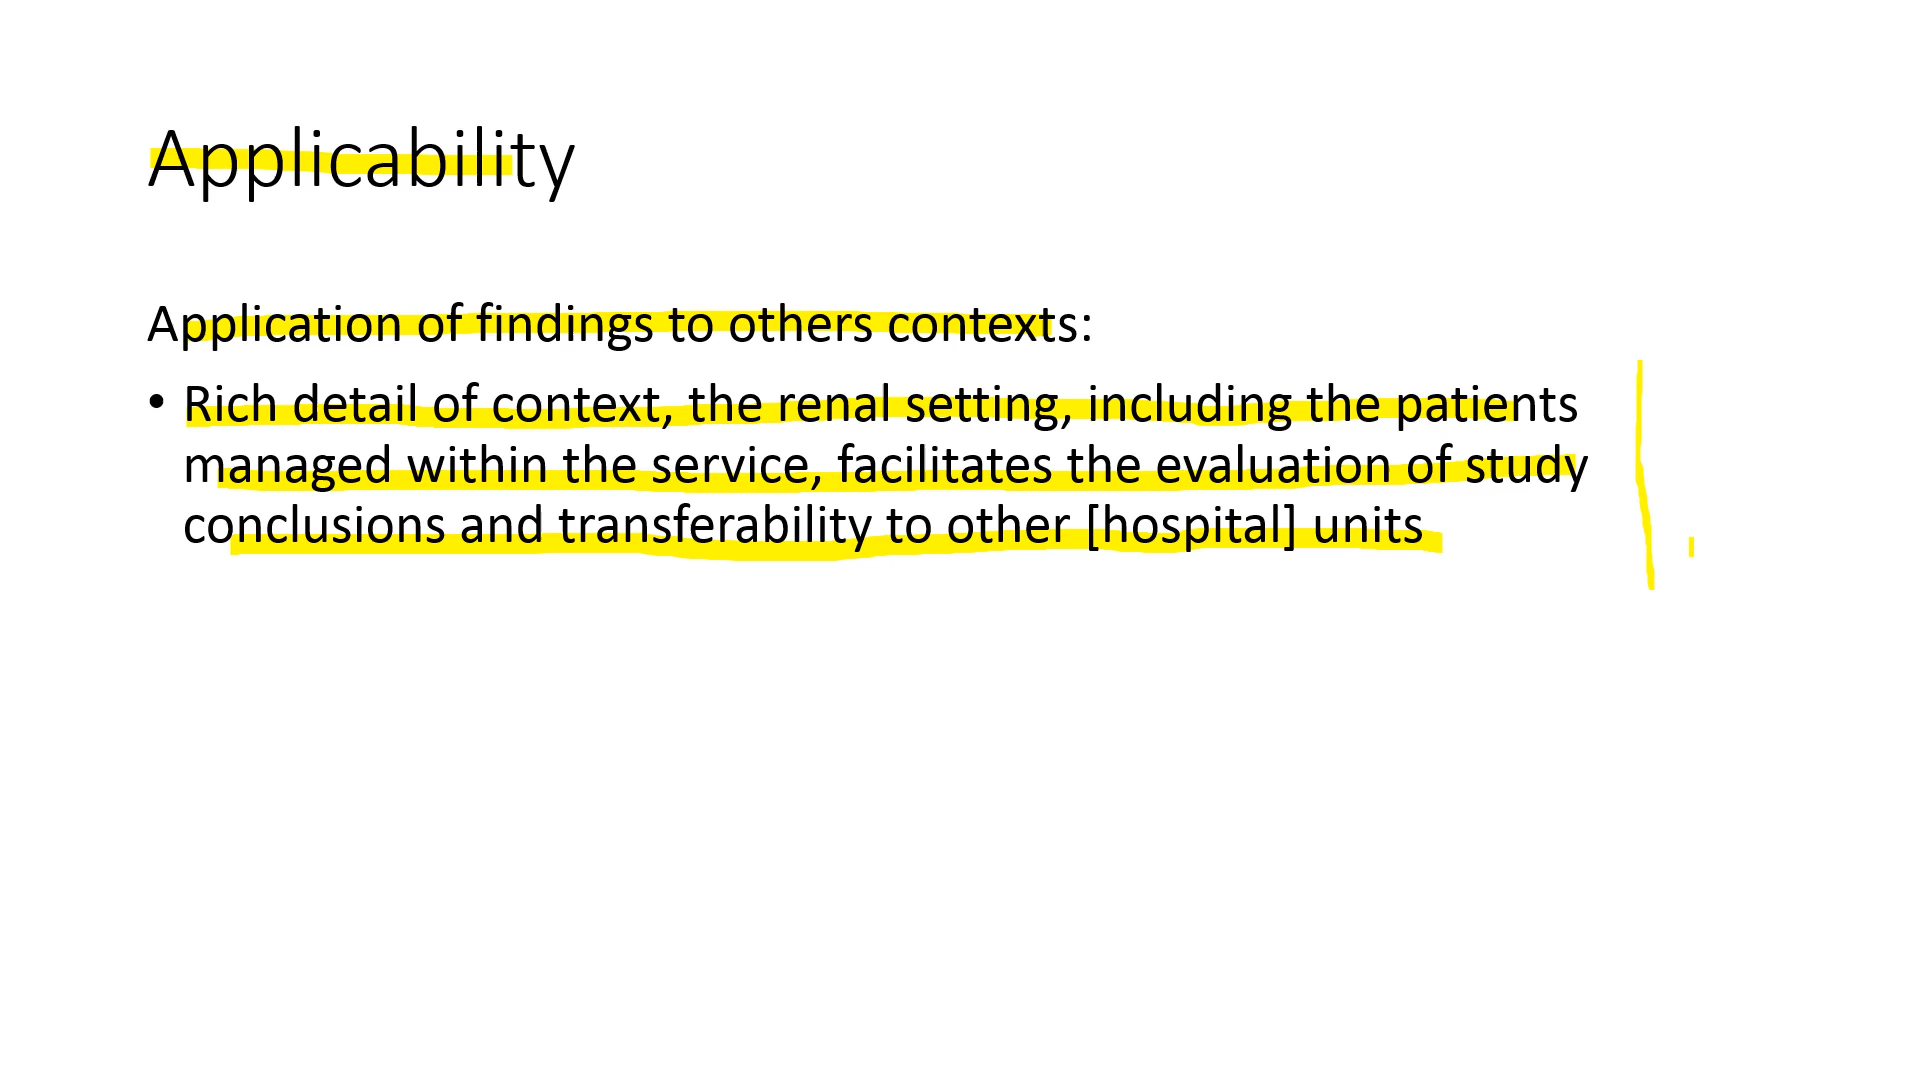 Applicability
Application of findings to others contexts:
• Rich detail of context, the renal setting, including the patients
managed within the service, facilitates the evaluation of study
conclusions and transferability to other [hospital] units